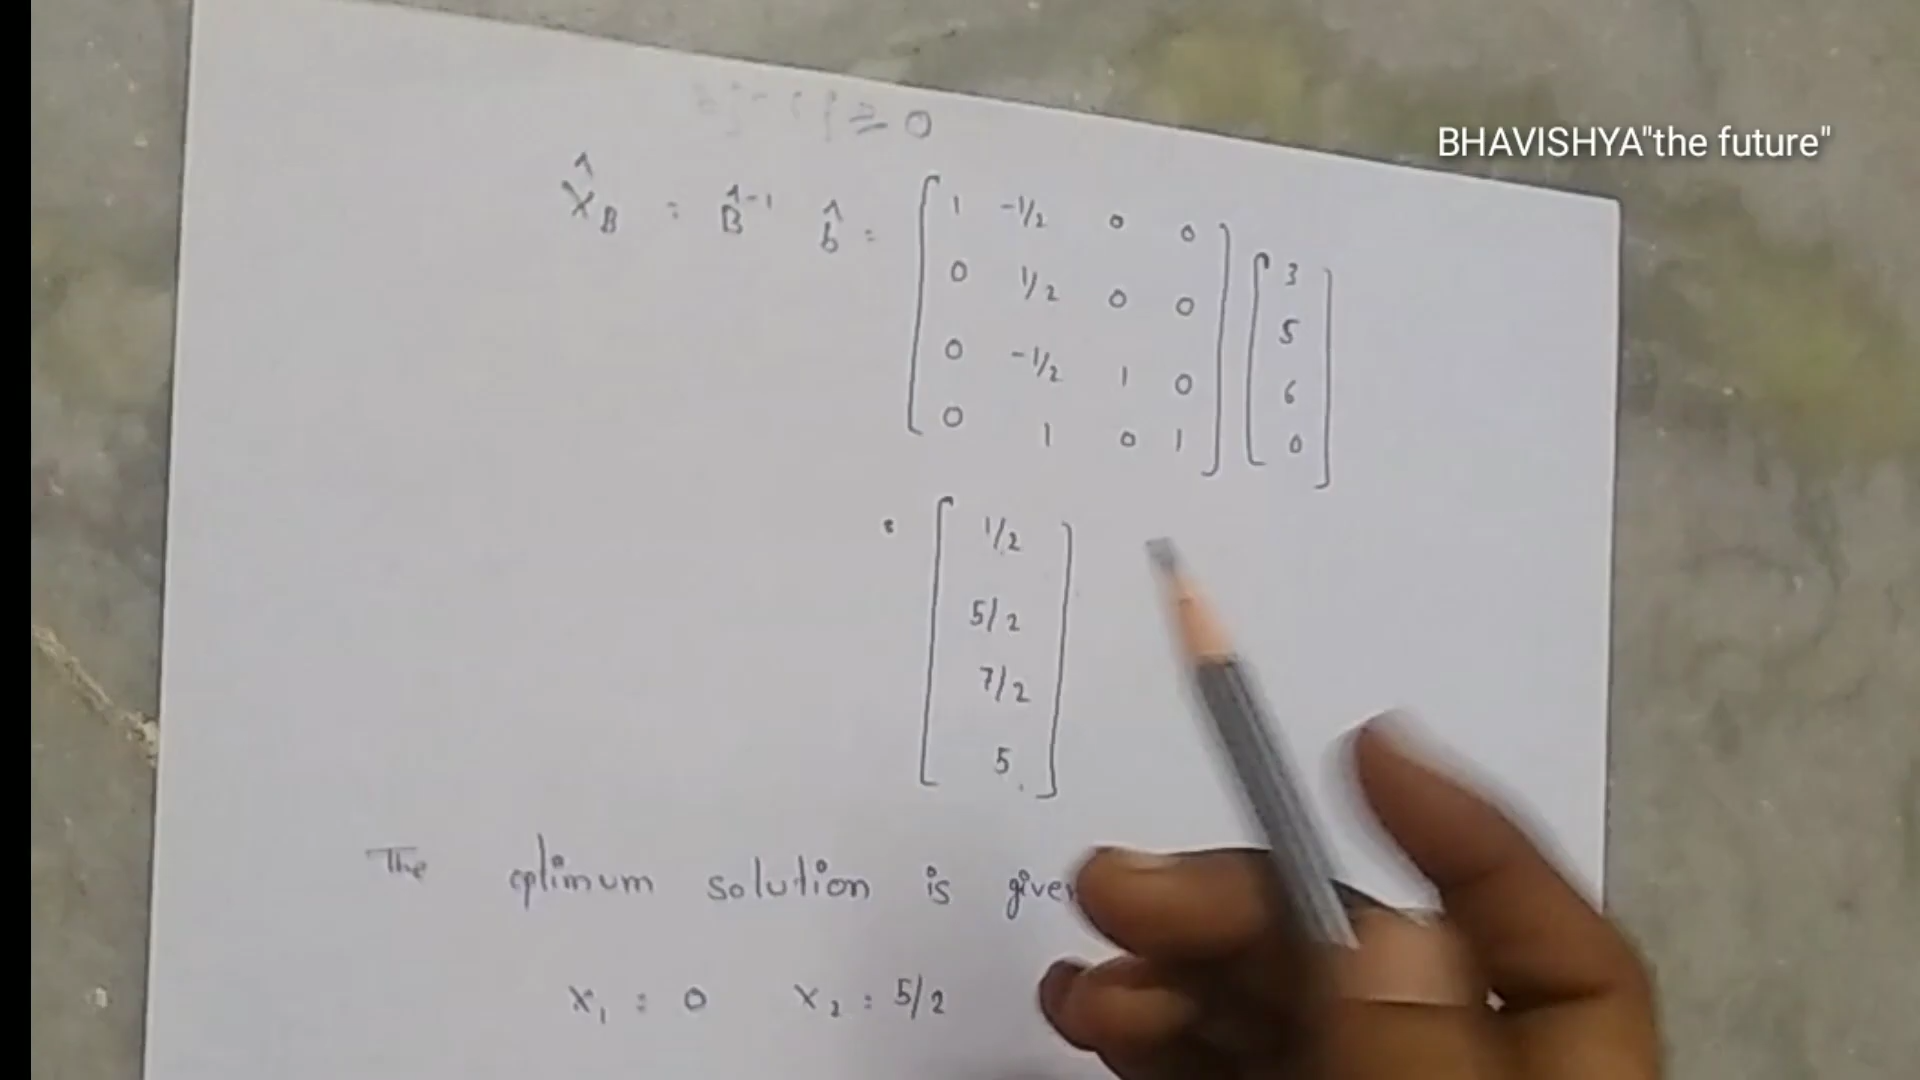 ≥ 0
BHAVISHYA"the future"
X̂_B = B̂⁻¹ b̂ = [ 1 -1/2 0 0 ] [ 3 ]
[ 0 1/2 0 0 ] [ 5 ]
[ 0 -1/2 1 0 ] [ 6 ]
[ 0 1 0 1 ] [ 0 ]
= [ 1/2 ]
[ 5/2 ]
[ 7/2 ]
[ 5 ]
The optimum solution is given
x₁ = 0 x₂ = 5/2